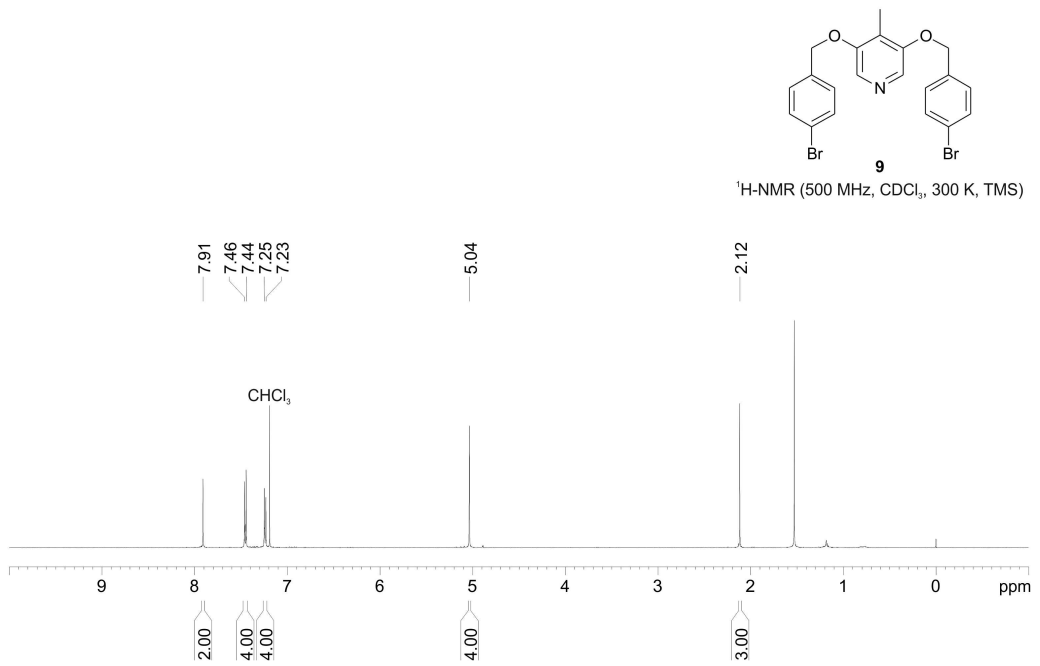 O
O
N
Br
Br
9
¹H-NMR (500 MHz, CDCl₃, 300 K, TMS)
7.91
7.46
7.44
7.25
7.23
5.04
2.12
CHCl₃
9 8 7 6 5 4 3 2 1 0 ppm
2.00
4.00
4.00
4.00
3.00